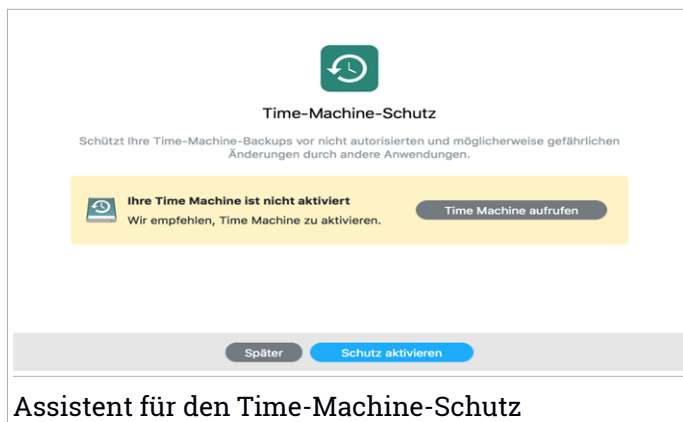 Time-Machine-Schutz
Schützt Ihre Time-Machine-Backups vor nicht autorisierten und möglicherweise gefährlichen
Änderungen durch andere Anwendungen.
Ihre Time Machine ist nicht aktiviert
Wir empfehlen, Time Machine zu aktivieren.
Time Machine aufrufen
Später
Schutz aktivieren
Assistent für den Time-Machine-Schutz